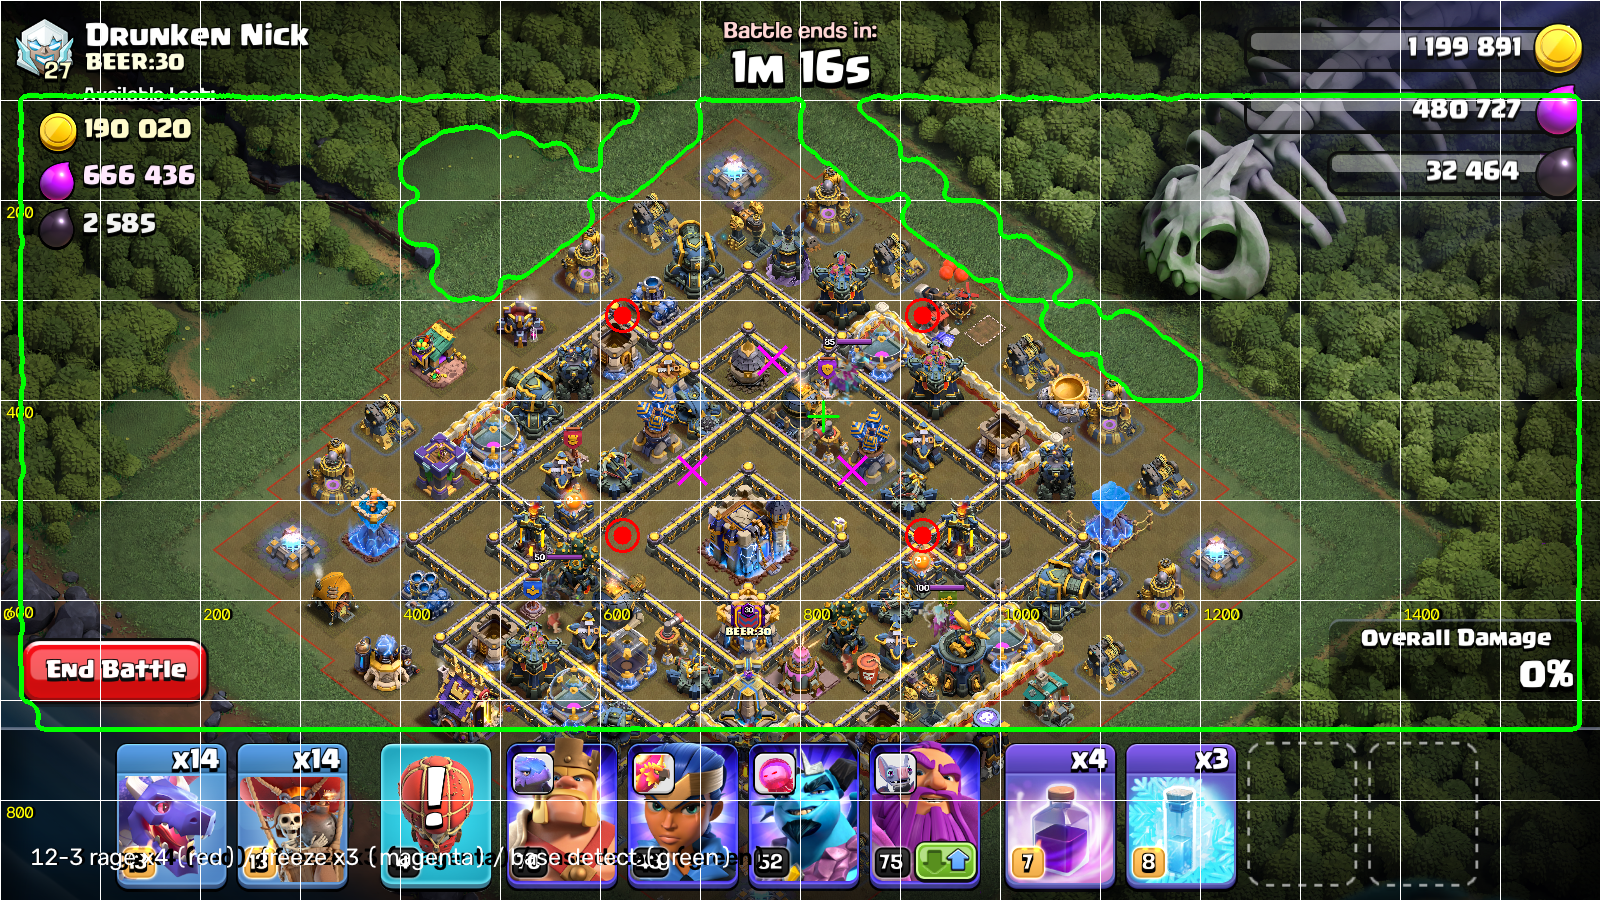 Drunken Nick
27
BEER:30
Available Loot:
190 020
666 436
2 585
Battle ends in:
1m 16s
1 199 891
480 727
32 464
200
85
400
50
100
600
200
400
600
800
1000
1200
1400
30
BEER:30
End Battle
Overall Damage
0%
x14
x14
x4
x3
800
13
13
52
75
7
8
12-3 rage x4 (red) / freeze x3 (magenta) / base detect (green)